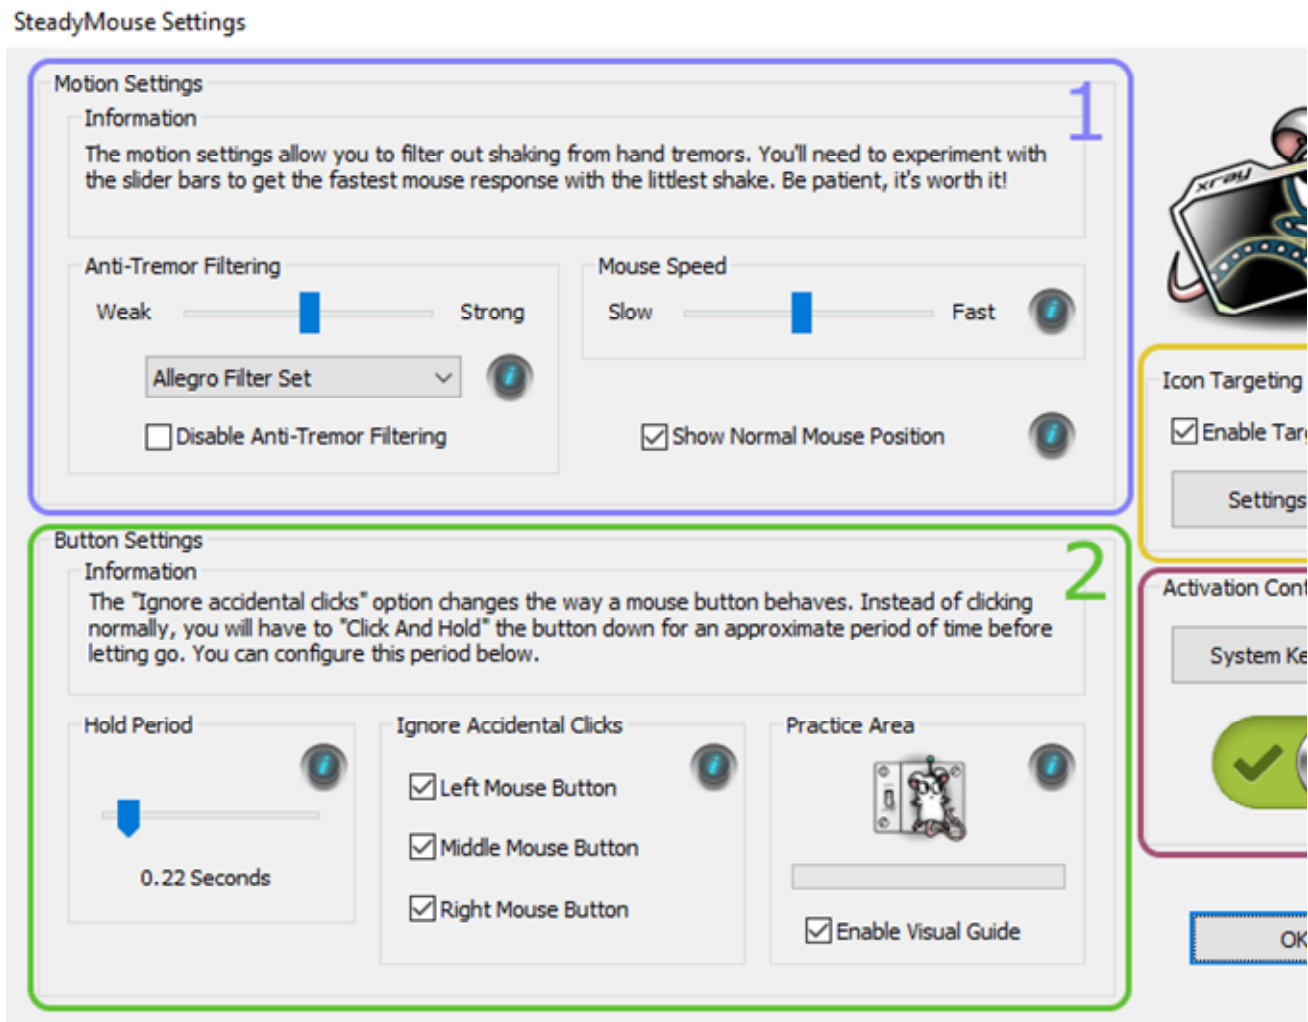 SteadyMouse Settings
Motion Settings
1
Information
The motion settings allow you to filter out shaking from hand tremors. You'll need to experiment with
the slider bars to get the fastest mouse response with the littlest shake. Be patient, it's worth it!
Anti-Tremor Filtering
Weak
Strong
Allegro Filter Set
Disable Anti-Tremor Filtering
Mouse Speed
Slow
Fast
Show Normal Mouse Position
xray
Icon Targeting
Enable
Settings
Button Settings
2
Information
The "Ignore accidental clicks" option changes the way a mouse button behaves. Instead of clicking
normally, you will have to "Click And Hold" the button down for an approximate period of time before
letting go. You can configure this period below.
Hold Period
0.22 Seconds
Ignore Accidental Clicks
Left Mouse Button
Middle Mouse Button
Right Mouse Button
Practice Area
Enable Visual Guide
Activation
System
OK